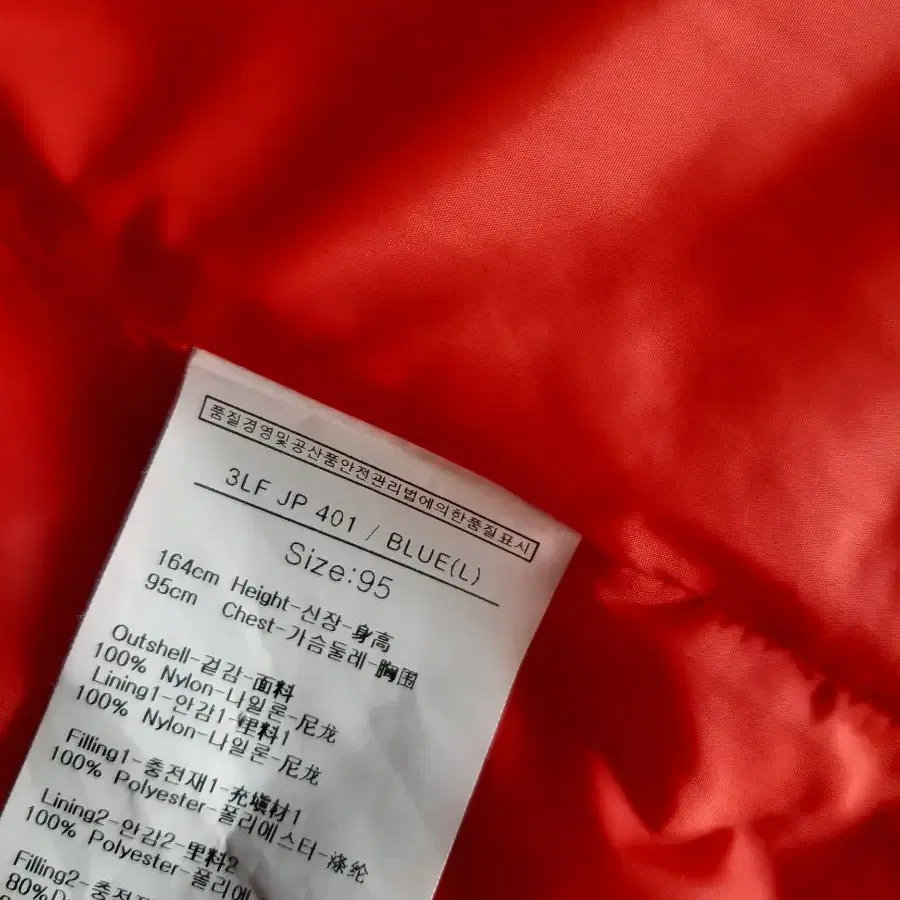 품질경영및공산품안전관리법에의한품질표시
3LF JP 401 / BLUE(L)
Size:95
164cm Height-신장-身高
95cm Chest-가슴둘레-胸围
Outshell-겉감-面料
100% Nylon-나일론-尼龙
Lining1-안감1-里料1
100% Nylon-나일론-尼龙
Filling1-충전재1-充填材1
100% Polyester-폴리에스터-涤纶
Lining2-안감2-里料2
100% Polyester-폴리에
Filling2-충전재
80%D